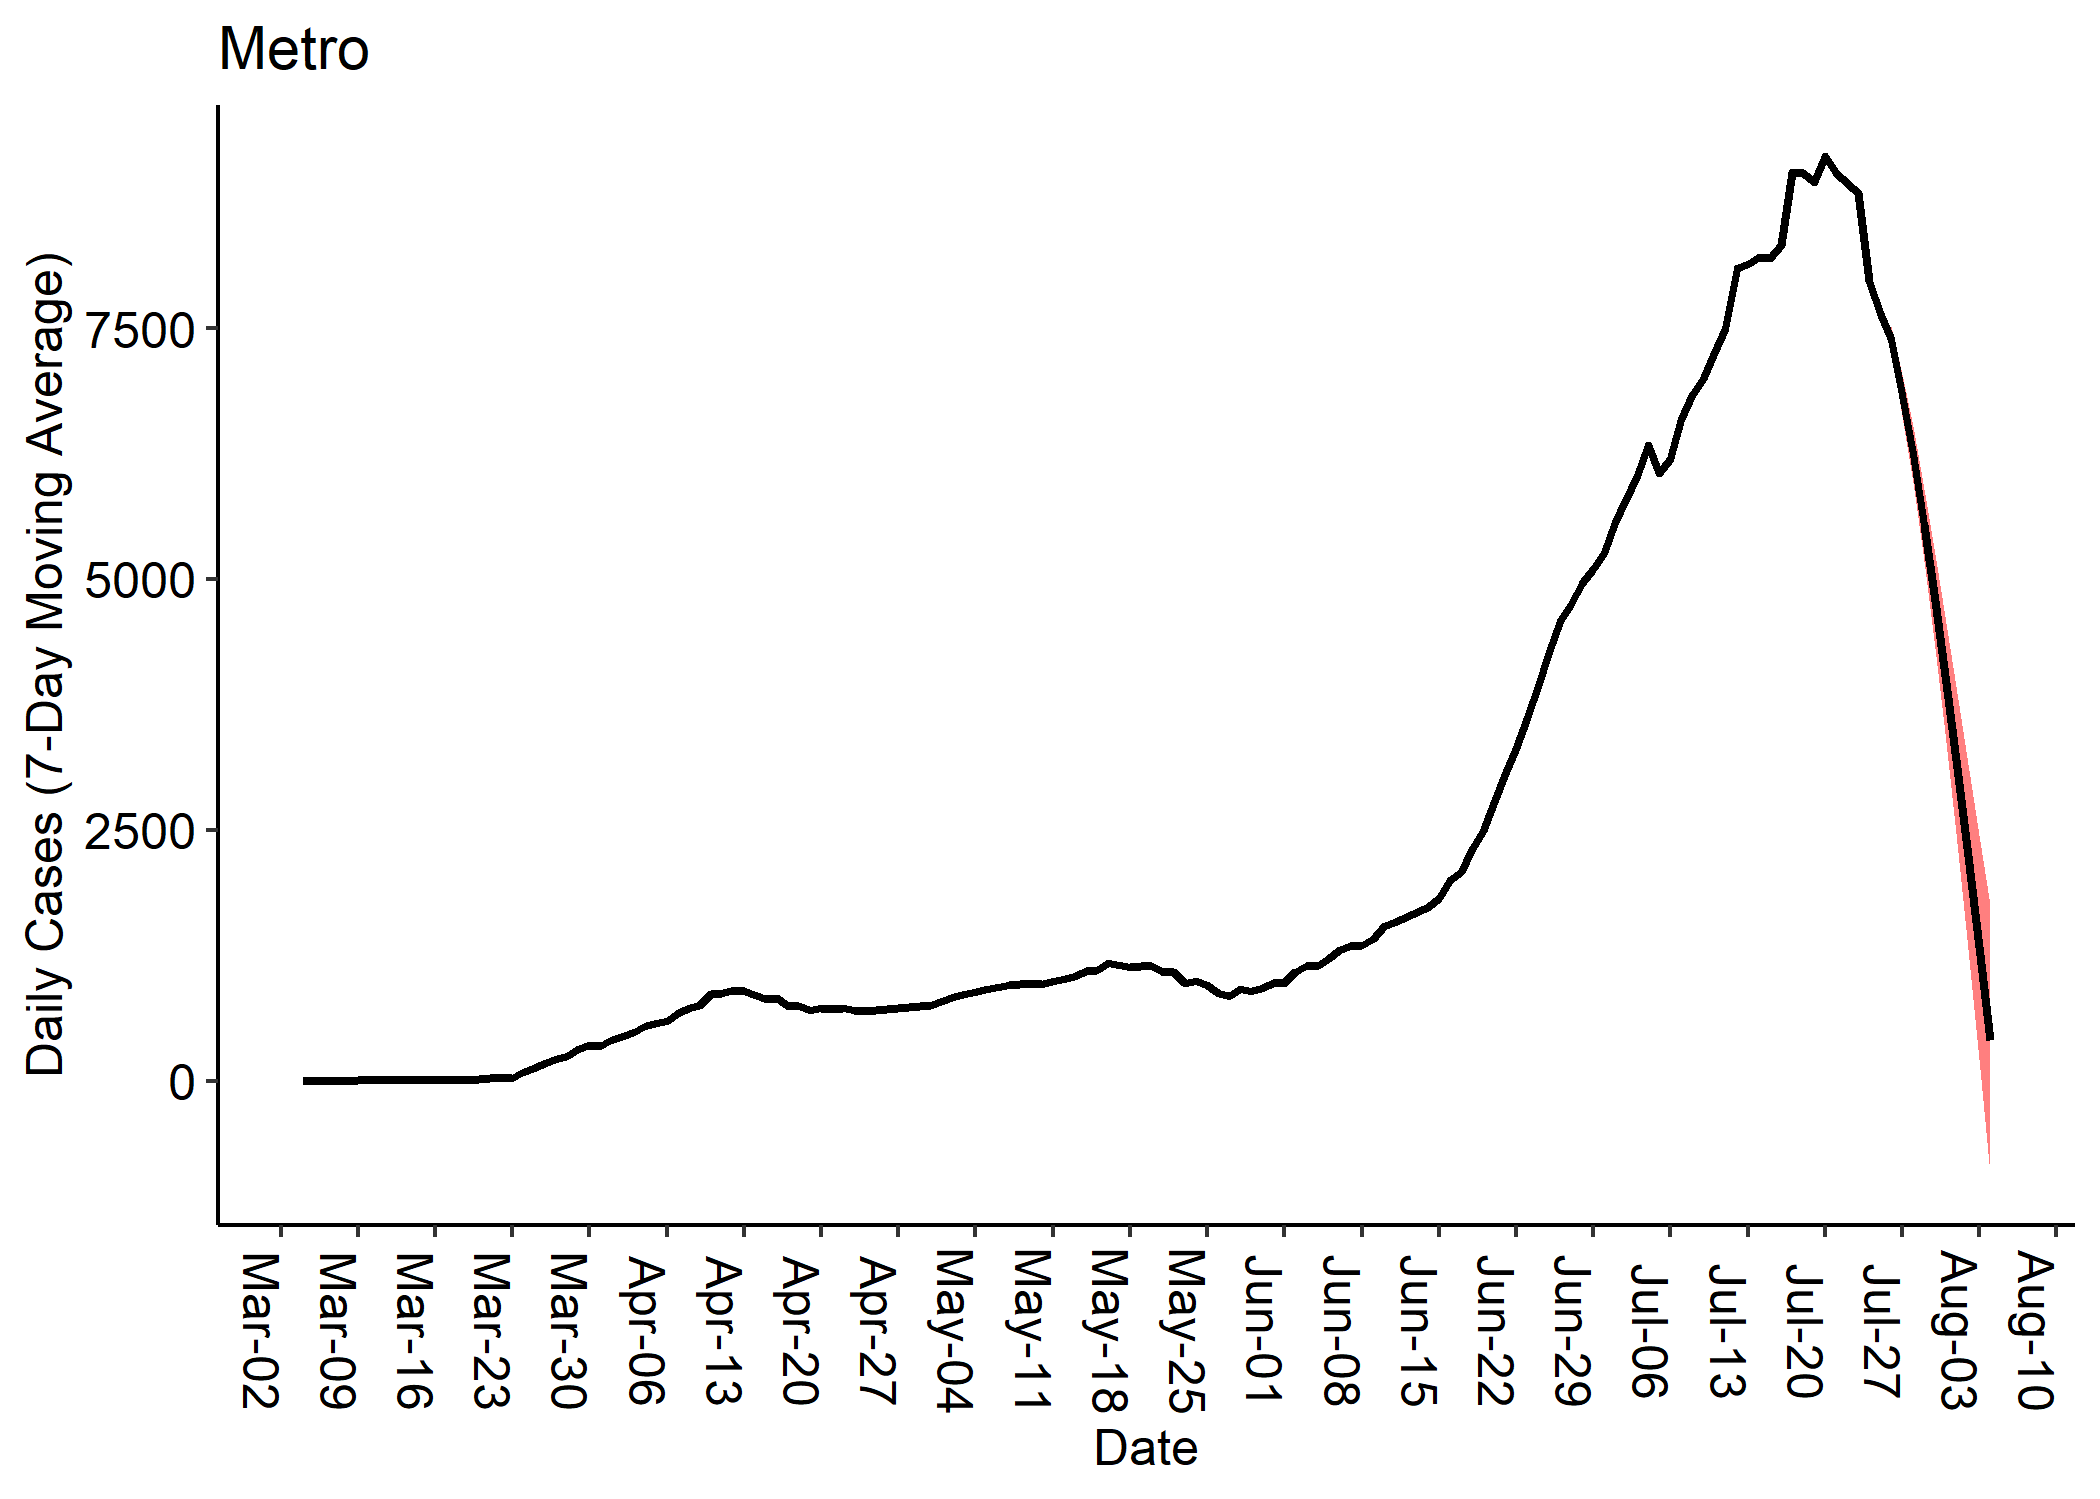 Metro
Daily Cases (7-Day Moving Average)
7500
5000
2500
0
Mar-02
Mar-09
Mar-16
Mar-23
Mar-30
Apr-06
Apr-13
Apr-20
Apr-27
May-04
May-11
May-18
May-25
Jun-01
Jun-08
Jun-15
Jun-22
Jun-29
Jul-06
Jul-13
Jul-20
Jul-27
Aug-03
Aug-10
Date